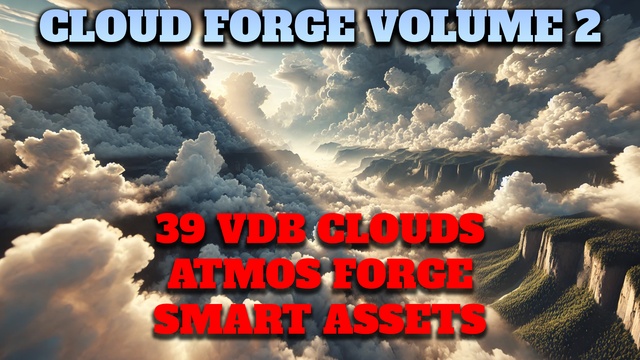 CLOUD FORGE VOLUME 2
39 VDB CLOUDS
ATMOS FORGE
SMART ASSETS